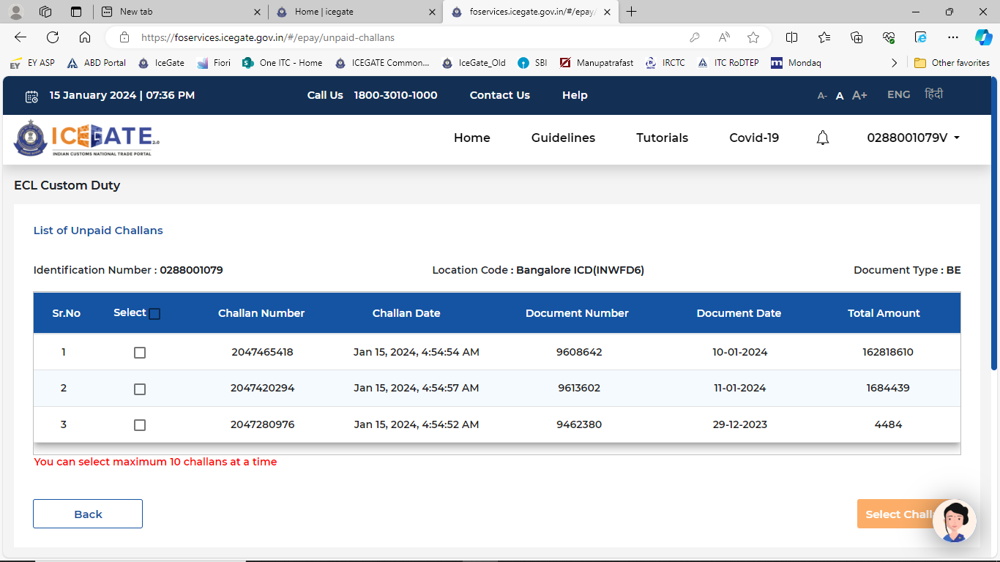 New tab
Home | icegate
foservices.icegate.gov.in/#/epay/
https://foservices.icegate.gov.in/#/epay/unpaid-challans
EY EY ASP ABD Portal IceGate Fiori One ITC - Home ICEGATE Common... IceGate_Old SBI Manupatrafast IRCTC ITC RoDTEP Mondaq Other favorites
15 January 2024 | 07:36 PM Call Us 1800-3010-1000 Contact Us Help A- A A+ ENG हिंदी
ICEGATE 2.0
INDIAN CUSTOMS NATIONAL TRADE PORTAL
Home Guidelines Tutorials Covid-19 0288001079V
ECL Custom Duty
List of Unpaid Challans
Identification Number : 0288001079 Location Code : Bangalore ICD(INWFD6) Document Type : BE
Sr.No Select Challan Number Challan Date Document Number Document Date Total Amount
1 2047465418 Jan 15, 2024, 4:54:54 AM 9608642 10-01-2024 162818610
2 2047420294 Jan 15, 2024, 4:54:57 AM 9613602 11-01-2024 1684439
3 2047280976 Jan 15, 2024, 4:54:52 AM 9462380 29-12-2023 4484
You can select maximum 10 challans at a time
Back Select Chall